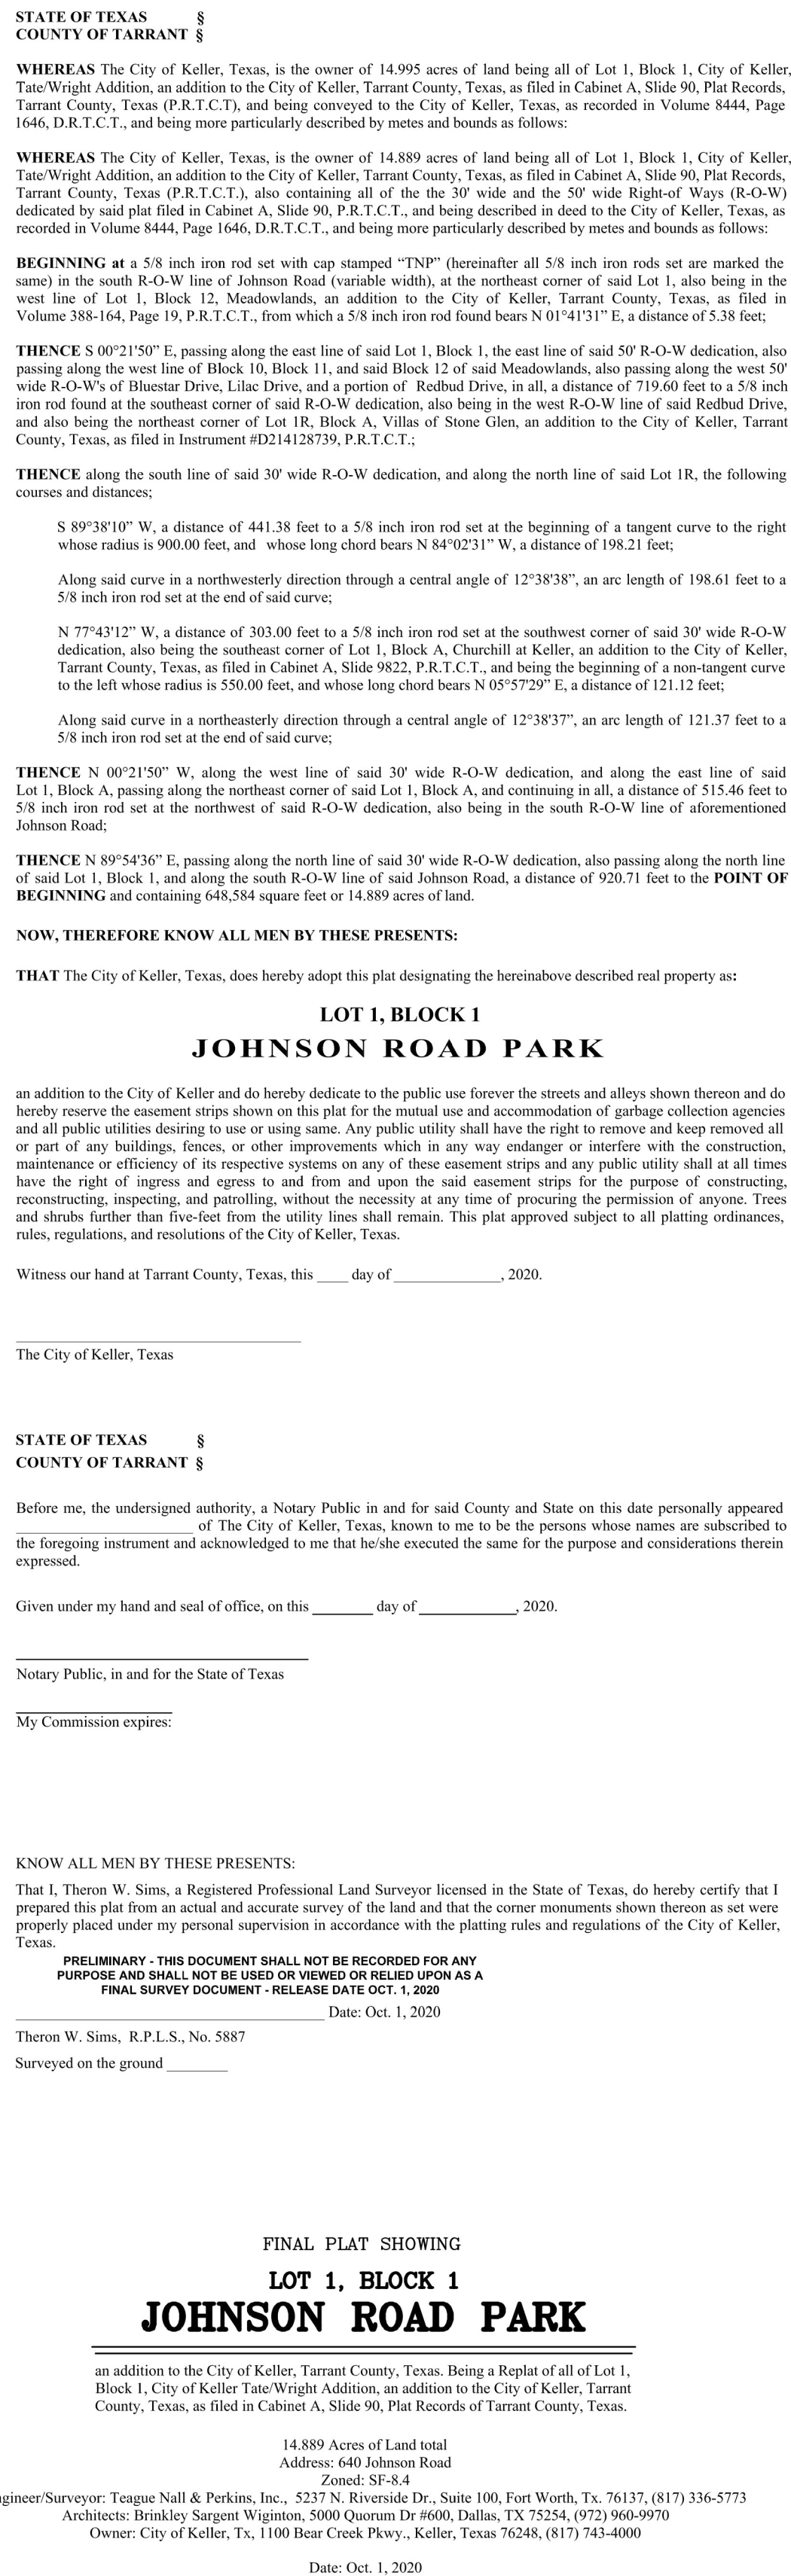 STATE OF TEXAS §
COUNTY OF TARRANT §
WHEREAS The City of Keller, Texas, is the owner of 14.995 acres of land being all of Lot 1, Block 1, City of Keller,
Tate/Wright Addition, an addition to the City of Keller, Tarrant County, Texas, as filed in Cabinet A, Slide 90, Plat Records,
Tarrant County, Texas (P.R.T.C.T), and being conveyed to the City of Keller, Texas, as recorded in Volume 8444, Page
1646, D.R.T.C.T., and being more particularly described by metes and bounds as follows:
WHEREAS The City of Keller, Texas, is the owner of 14.889 acres of land being all of Lot 1, Block 1, City of Keller,
Tate/Wright Addition, an addition to the City of Keller, Tarrant County, Texas, as filed in Cabinet A, Slide 90, Plat Records,
Tarrant County, Texas (P.R.T.C.T.), also containing all of the the 30' wide and the 50' wide Right-of Ways (R-O-W)
dedicated by said plat filed in Cabinet A, Slide 90, P.R.T.C.T., and being described in deed to the City of Keller, Texas, as
recorded in Volume 8444, Page 1646, D.R.T.C.T., and being more particularly described by metes and bounds as follows:
BEGINNING at a 5/8 inch iron rod set with cap stamped “TNP” (hereinafter all 5/8 inch iron rods set are marked the
same) in the south R-O-W line of Johnson Road (variable width), at the northeast corner of said Lot 1, also being in the
west line of Lot 1, Block 12, Meadowlands, an addition to the City of Keller, Tarrant County, Texas, as filed in
Volume 388-164, Page 19, P.R.T.C.T., from which a 5/8 inch iron rod found bears N 01°41'31” E, a distance of 5.38 feet;
THENCE S 00°21'50” E, passing along the east line of said Lot 1, Block 1, the east line of said 50' R-O-W dedication, also
passing along the west line of Block 10, Block 11, and said Block 12 of said Meadowlands, also passing along the west 50'
wide R-O-W's of Bluestar Drive, Lilac Drive, and a portion of Redbud Drive, in all, a distance of 719.60 feet to a 5/8 inch
iron rod found at the southeast corner of said R-O-W dedication, also being in the west R-O-W line of said Redbud Drive,
and also being the northeast corner of Lot 1R, Block A, Villas of Stone Glen, an addition to the City of Keller, Tarrant
County, Texas, as filed in Instrument #D214128739, P.R.T.C.T.;
THENCE along the south line of said 30' wide R-O-W dedication, and along the north line of said Lot 1R, the following
courses and distances;
S 89°38'10” W, a distance of 441.38 feet to a 5/8 inch iron rod set at the beginning of a tangent curve to the right
whose radius is 900.00 feet, and whose long chord bears N 84°02'31” W, a distance of 198.21 feet;
Along said curve in a northwesterly direction through a central angle of 12°38'38”, an arc length of 198.61 feet to a
5/8 inch iron rod set at the end of said curve;
N 77°43'12” W, a distance of 303.00 feet to a 5/8 inch iron rod set at the southwest corner of said 30' wide R-O-W
dedication, also being the southeast corner of Lot 1, Block A, Churchill at Keller, an addition to the City of Keller,
Tarrant County, Texas, as filed in Cabinet A, Slide 9822, P.R.T.C.T., and being the beginning of a non-tangent curve
to the left whose radius is 550.00 feet, and whose long chord bears N 05°57'29” E, a distance of 121.12 feet;
Along said curve in a northeasterly direction through a central angle of 12°38'37”, an arc length of 121.37 feet to a
5/8 inch iron rod set at the end of said curve;
THENCE N 00°21'50” W, along the west line of said 30' wide R-O-W dedication, and along the east line of said
Lot 1, Block A, passing along the northeast corner of said Lot 1, Block A, and continuing in all, a distance of 515.46 feet to
5/8 inch iron rod set at the northwest of said R-O-W dedication, also being in the south R-O-W line of aforementioned
Johnson Road;
THENCE N 89°54'36” E, passing along the north line of said 30' wide R-O-W dedication, also passing along the north line
of said Lot 1, Block 1, and along the south R-O-W line of said Johnson Road, a distance of 920.71 feet to the POINT OF
BEGINNING and containing 648,584 square feet or 14.889 acres of land.
NOW, THEREFORE KNOW ALL MEN BY THESE PRESENTS:
THAT The City of Keller, Texas, does hereby adopt this plat designating the hereinabove described real property as:
LOT 1, BLOCK 1
JOHNSON ROAD PARK
an addition to the City of Keller and do hereby dedicate to the public use forever the streets and alleys shown thereon and do
hereby reserve the easement strips shown on this plat for the mutual use and accommodation of garbage collection agencies
and all public utilities desiring to use or using same. Any public utility shall have the right to remove and keep removed all
or part of any buildings, fences, or other improvements which in any way endanger or interfere with the construction,
maintenance or efficiency of its respective systems on any of these easement strips and any public utility shall at all times
have the right of ingress and egress to and from and upon the said easement strips for the purpose of constructing,
reconstructing, inspecting, and patrolling, without the necessity at any time of procuring the permission of anyone. Trees
and shrubs further than five-feet from the utility lines shall remain. This plat approved subject to all platting ordinances,
rules, regulations, and resolutions of the City of Keller, Texas.
Witness our hand at Tarrant County, Texas, this ____ day of ______________, 2020.
The City of Keller, Texas
STATE OF TEXAS §
COUNTY OF TARRANT §
Before me, the undersigned authority, a Notary Public in and for said County and State on this date personally appeared
_______________________ of The City of Keller, Texas, known to me to be the persons whose names are subscribed to
the foregoing instrument and acknowledged to me that he/she executed the same for the purpose and considerations therein
expressed.
Given under my hand and seal of office, on this ________ day of _____________, 2020.
Notary Public, in and for the State of Texas
My Commission expires:
KNOW ALL MEN BY THESE PRESENTS:
That I, Theron W. Sims, a Registered Professional Land Surveyor licensed in the State of Texas, do hereby certify that I
prepared this plat from an actual and accurate survey of the land and that the corner monuments shown thereon as set were
properly placed under my personal supervision in accordance with the platting rules and regulations of the City of Keller,
Texas.
PRELIMINARY - THIS DOCUMENT SHALL NOT BE RECORDED FOR ANY
PURPOSE AND SHALL NOT BE USED OR VIEWED OR RELIED UPON AS A
FINAL SURVEY DOCUMENT - RELEASE DATE OCT. 1, 2020
________________________________________ Date: Oct. 1, 2020
Theron W. Sims, R.P.L.S., No. 5887
Surveyed on the ground ________
FINAL PLAT SHOWING
LOT 1, BLOCK 1
JOHNSON ROAD PARK
an addition to the City of Keller, Tarrant County, Texas. Being a Replat of all of Lot 1,
Block 1, City of Keller Tate/Wright Addition, an addition to the City of Keller, Tarrant
County, Texas, as filed in Cabinet A, Slide 90, Plat Records of Tarrant County, Texas.
14.889 Acres of Land total
Address: 640 Johnson Road
Zoned: SF-8.4
gineer/Surveyor: Teague Nall & Perkins, Inc., 5237 N. Riverside Dr., Suite 100, Fort Worth, Tx. 76137, (817) 336-5773
Architects: Brinkley Sargent Wiginton, 5000 Quorum Dr #600, Dallas, TX 75254, (972) 960-9970
Owner: City of Keller, Tx, 1100 Bear Creek Pkwy., Keller, Texas 76248, (817) 743-4000
Date: Oct. 1, 2020